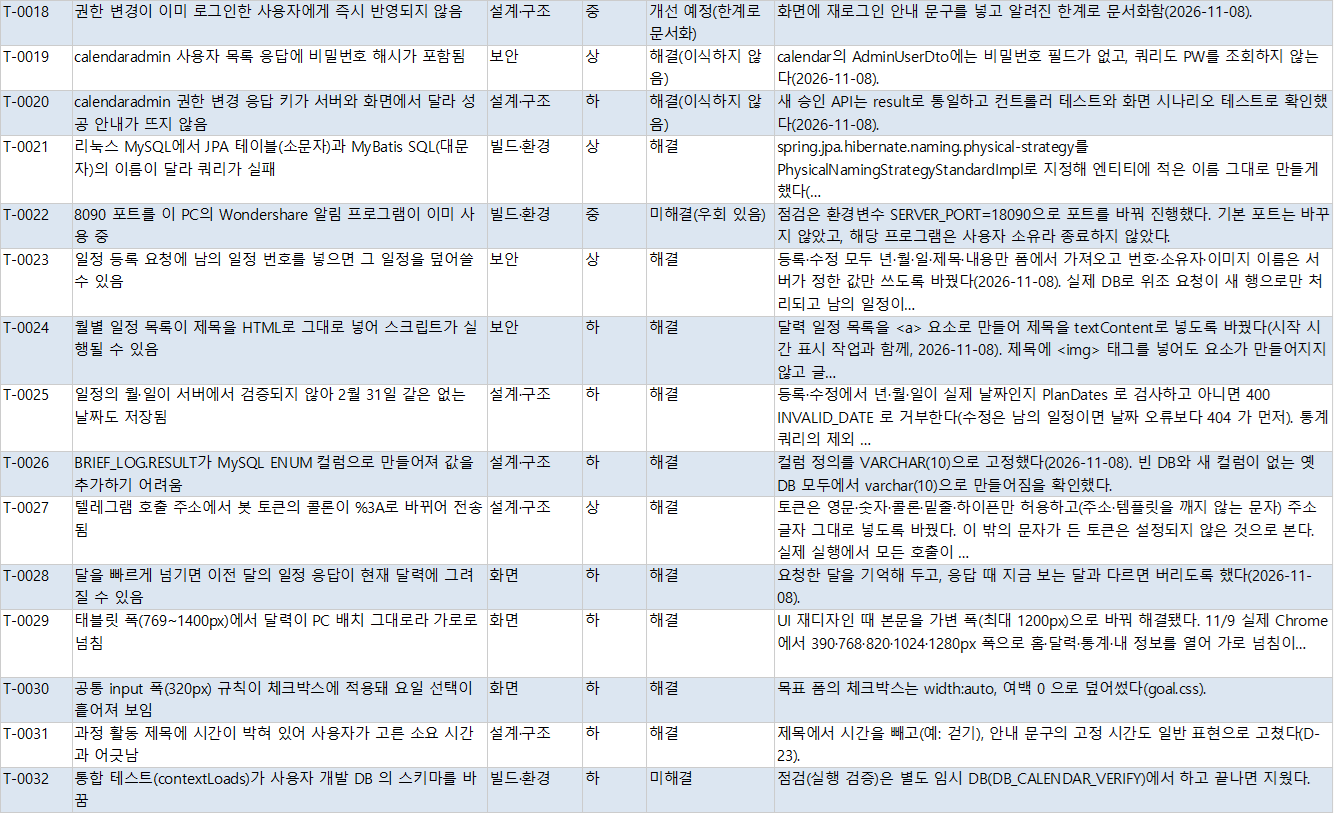 T-0018
권한 변경이 이미 로그인한 사용자에게 즉시 반영되지 않음
설계·구조
중
개선 예정(한계로
문서화)
화면에 재로그인 안내 문구를 넣고 알려진 한계로 문서화함(2026-11-08).
T-0019
calendaradmin 사용자 목록 응답에 비밀번호 해시가 포함됨
보안
상
해결(이식하지 않
음)
calendar의 AdminUserDto에는 비밀번호 필드가 없고, 쿼리도 PW를 조회하지 않는
다(2026-11-08).
T-0020
calendaradmin 권한 변경 응답 키가 서버와 화면에서 달라 성
공 안내가 뜨지 않음
설계·구조
하
해결(이식하지 않
음)
새 승인 API는 result로 통일하고 컨트롤러 테스트와 화면 시나리오 테스트로 확인했
다(2026-11-08).
T-0021
리눅스 MySQL에서 JPA 테이블(소문자)과 MyBatis SQL(대문
자)의 이름이 달라 쿼리가 실패
빌드·환경
상
해결
spring.jpa.hibernate.naming.physical-strategy를
PhysicalNamingStrategyStandardImpl로 지정해 엔티티에 적은 이름 그대로 만들게
했다(...
T-0022
8090 포트를 이 PC의 Wondershare 알림 프로그램이 이미 사
용 중
빌드·환경
중
미해결(우회 있음)
점검은 환경변수 SERVER_PORT=18090으로 포트를 바꿔 진행했다. 기본 포트는 바꾸
지 않았고, 해당 프로그램은 사용자 소유라 종료하지 않았다.
T-0023
일정 등록 요청에 남의 일정 번호를 넣으면 그 일정을 덮어쓸
수 있음
보안
상
해결
등록·수정 모두 년·월·일·제목·내용만 폼에서 가져오고 번호·소유자·이미지 이름은 서
버가 정한 값만 쓰도록 바꿨다(2026-11-08). 실제 DB로 위조 요청이 새 행으로만 처
리되고 남의 일정이...
T-0024
월별 일정 목록이 제목을 HTML로 그대로 넣어 스크립트가 실
행될 수 있음
보안
하
해결
달력 일정 목록을 <a> 요소로 만들어 제목을 textContent로 넣도록 바꿨다(시작 시
간 표시 작업과 함께, 2026-11-08). 제목에 <img> 태그를 넣어도 요소가 만들어지지
않고 글...
T-0025
일정의 월·일이 서버에서 검증되지 않아 2월 31일 같은 없는
날짜도 저장됨
설계·구조
하
해결
등록·수정에서 년·월·일이 실제 날짜인지 PlanDates 로 검사하고 아니면 400
INVALID_DATE 로 거부한다(수정은 남의 일정이면 날짜 오류보다 404 가 먼저). 통계
쿼리의 제외 ...
T-0026
BRIEF_LOG.RESULT가 MySQL ENUM 컬럼으로 만들어져 값을
추가하기 어려움
설계·구조
하
해결
컬럼 정의를 VARCHAR(10)으로 고정했다(2026-11-08). 빈 DB와 새 컬럼이 없는 옛
DB 모두에서 varchar(10)으로 만들어짐을 확인했다.
T-0027
텔레그램 호출 주소에서 봇 토큰의 콜론이 %3A로 바뀌어 전송
됨
설계·구조
상
해결
토큰은 영문·숫자·콜론·밑줄·하이픈만 허용하고(주소·템플릿을 깨지 않는 문자) 주소
글자 그대로 넣도록 바꿨다. 이 밖의 문자가 든 토큰은 설정되지 않은 것으로 본다.
실제 실행에서 모든 호출이 ...
T-0028
달을 빠르게 넘기면 이전 달의 일정 응답이 현재 달력에 그려
질 수 있음
화면
하
해결
요청한 달을 기억해 두고, 응답 때 지금 보는 달과 다르면 버리도록 했다(2026-11-
08).
T-0029
태블릿 폭(769~1400px)에서 달력이 PC 배치 그대로라 가로로
넘침
화면
하
해결
UI 재디자인 때 본문을 가변 폭(최대 1200px)으로 바꿔 해결됐다. 11/9 실제 Chrome
에서 390·768·820·1024·1280px 폭으로 홈·달력·통계·내 정보를 열어 가로 넘침이...
T-0030
공통 input 폭(320px) 규칙이 체크박스에 적용돼 요일 선택이
흩어져 보임
화면
하
해결
목표 폼의 체크박스는 width:auto, 여백 0 으로 덮어썼다(goal.css).
T-0031
과정 활동 제목에 시간이 박혀 있어 사용자가 고른 소요 시간
과 어긋남
설계·구조
하
해결
제목에서 시간을 빼고(예: 걷기), 안내 문구의 고정 시간도 일반 표현으로 고쳤다(D-
23).
T-0032
통합 테스트(contextLoads)가 사용자 개발 DB 의 스키마를 바
꿈
빌드·환경
하
미해결
점검(실행 검증)은 별도 임시 DB(DB_CALENDAR_VERIFY)에서 하고 끝나면 지웠다.